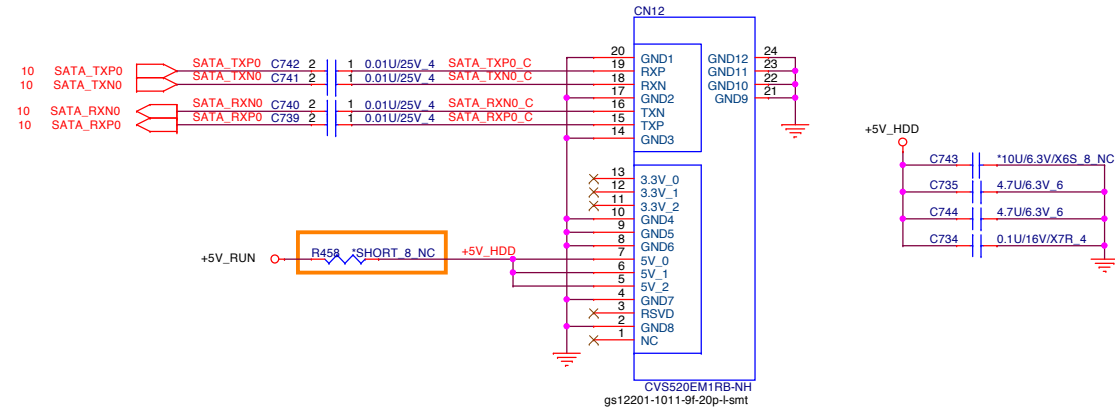 CN12
20 GND1 GND12 24
10 SATA_TXP0 SATA_TXP0 C742 2 1 0.01U/25V_4 SATA_TXP0_C 19 RXP GND11 23
10 SATA_TXN0 SATA_TXN0 C741 2 1 0.01U/25V_4 SATA_TXN0_C 18 RXN GND10 22
17 GND2 GND9 21
10 SATA_RXN0 SATA_RXN0 C740 2 1 0.01U/25V_4 SATA_RXN0_C 16 TXN
10 SATA_RXP0 SATA_RXP0 C739 2 1 0.01U/25V_4 SATA_RXP0_C 15 TXP
14 GND3
+5V_HDD
C743 *10U/6.3V/X6S_8_NC
C735 4.7U/6.3V_6
C744 4.7U/6.3V_6
C734 0.1U/16V/X7R_4
13 3.3V_0
12 3.3V_1
11 3.3V_2
10 GND4
9 GND5
8 GND6
+5V_RUN R458 *SHORT_8_NC +5V_HDD 7 5V_0
6 5V_1
5 5V_2
4 GND7
3 RSVD
2 GND8
1 NC
CVS520EM1RB-NH
gs12201-1011-9f-20p-l-smt